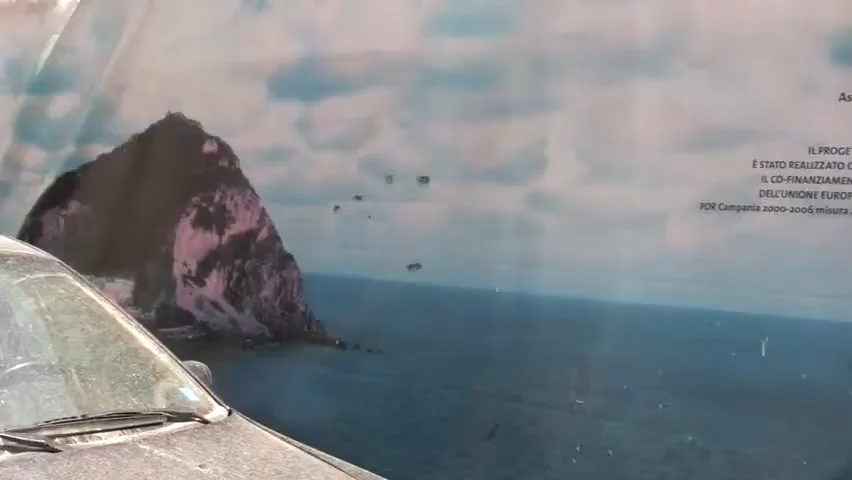 As
IL PROGE
È STATO REALIZZATO C
IL CO-FINANZIAMEN
DELL'UNIONE EUROP
POR Campania 2000-2006 misura